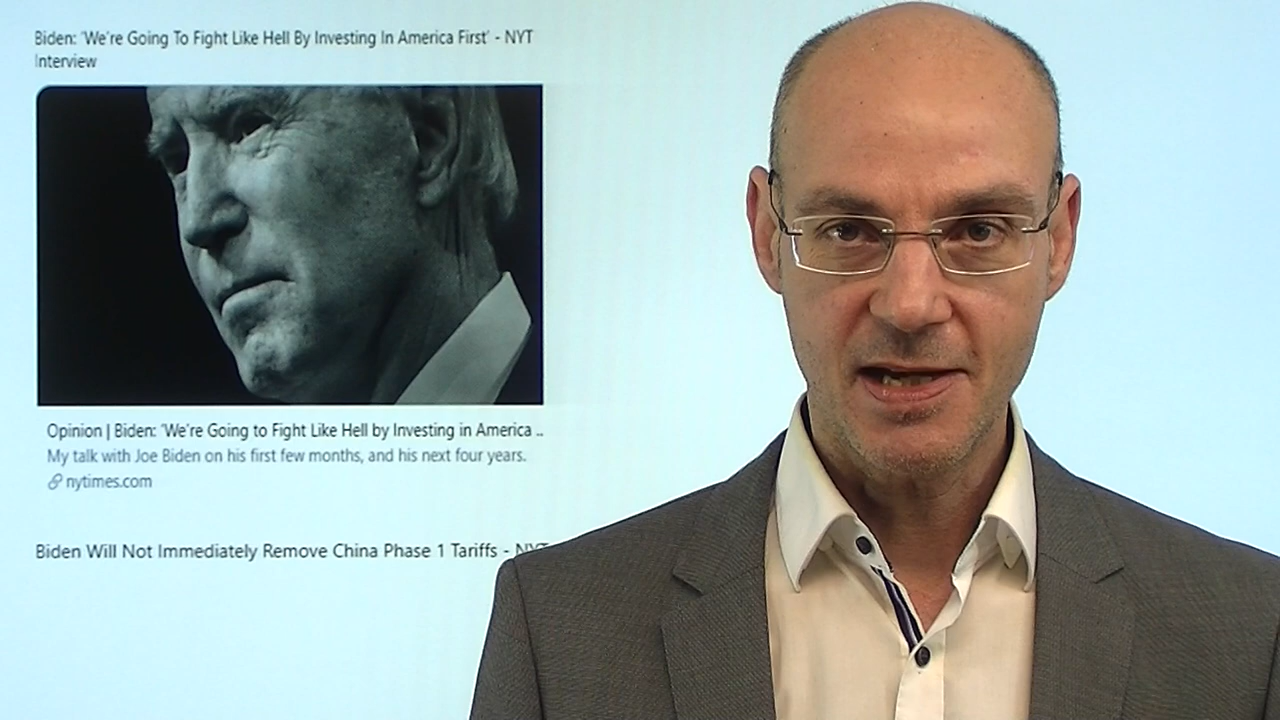 Biden: 'We're Going To Fight Like Hell By Investing In America First' - NYT
Interview
Opinion | Biden: 'We're Going to Fight Like Hell by Investing in America ..
My talk with Joe Biden on his first few months, and his next four years.
nytimes.com
Biden Will Not Immediately Remove China Phase 1 Tariffs - NYT